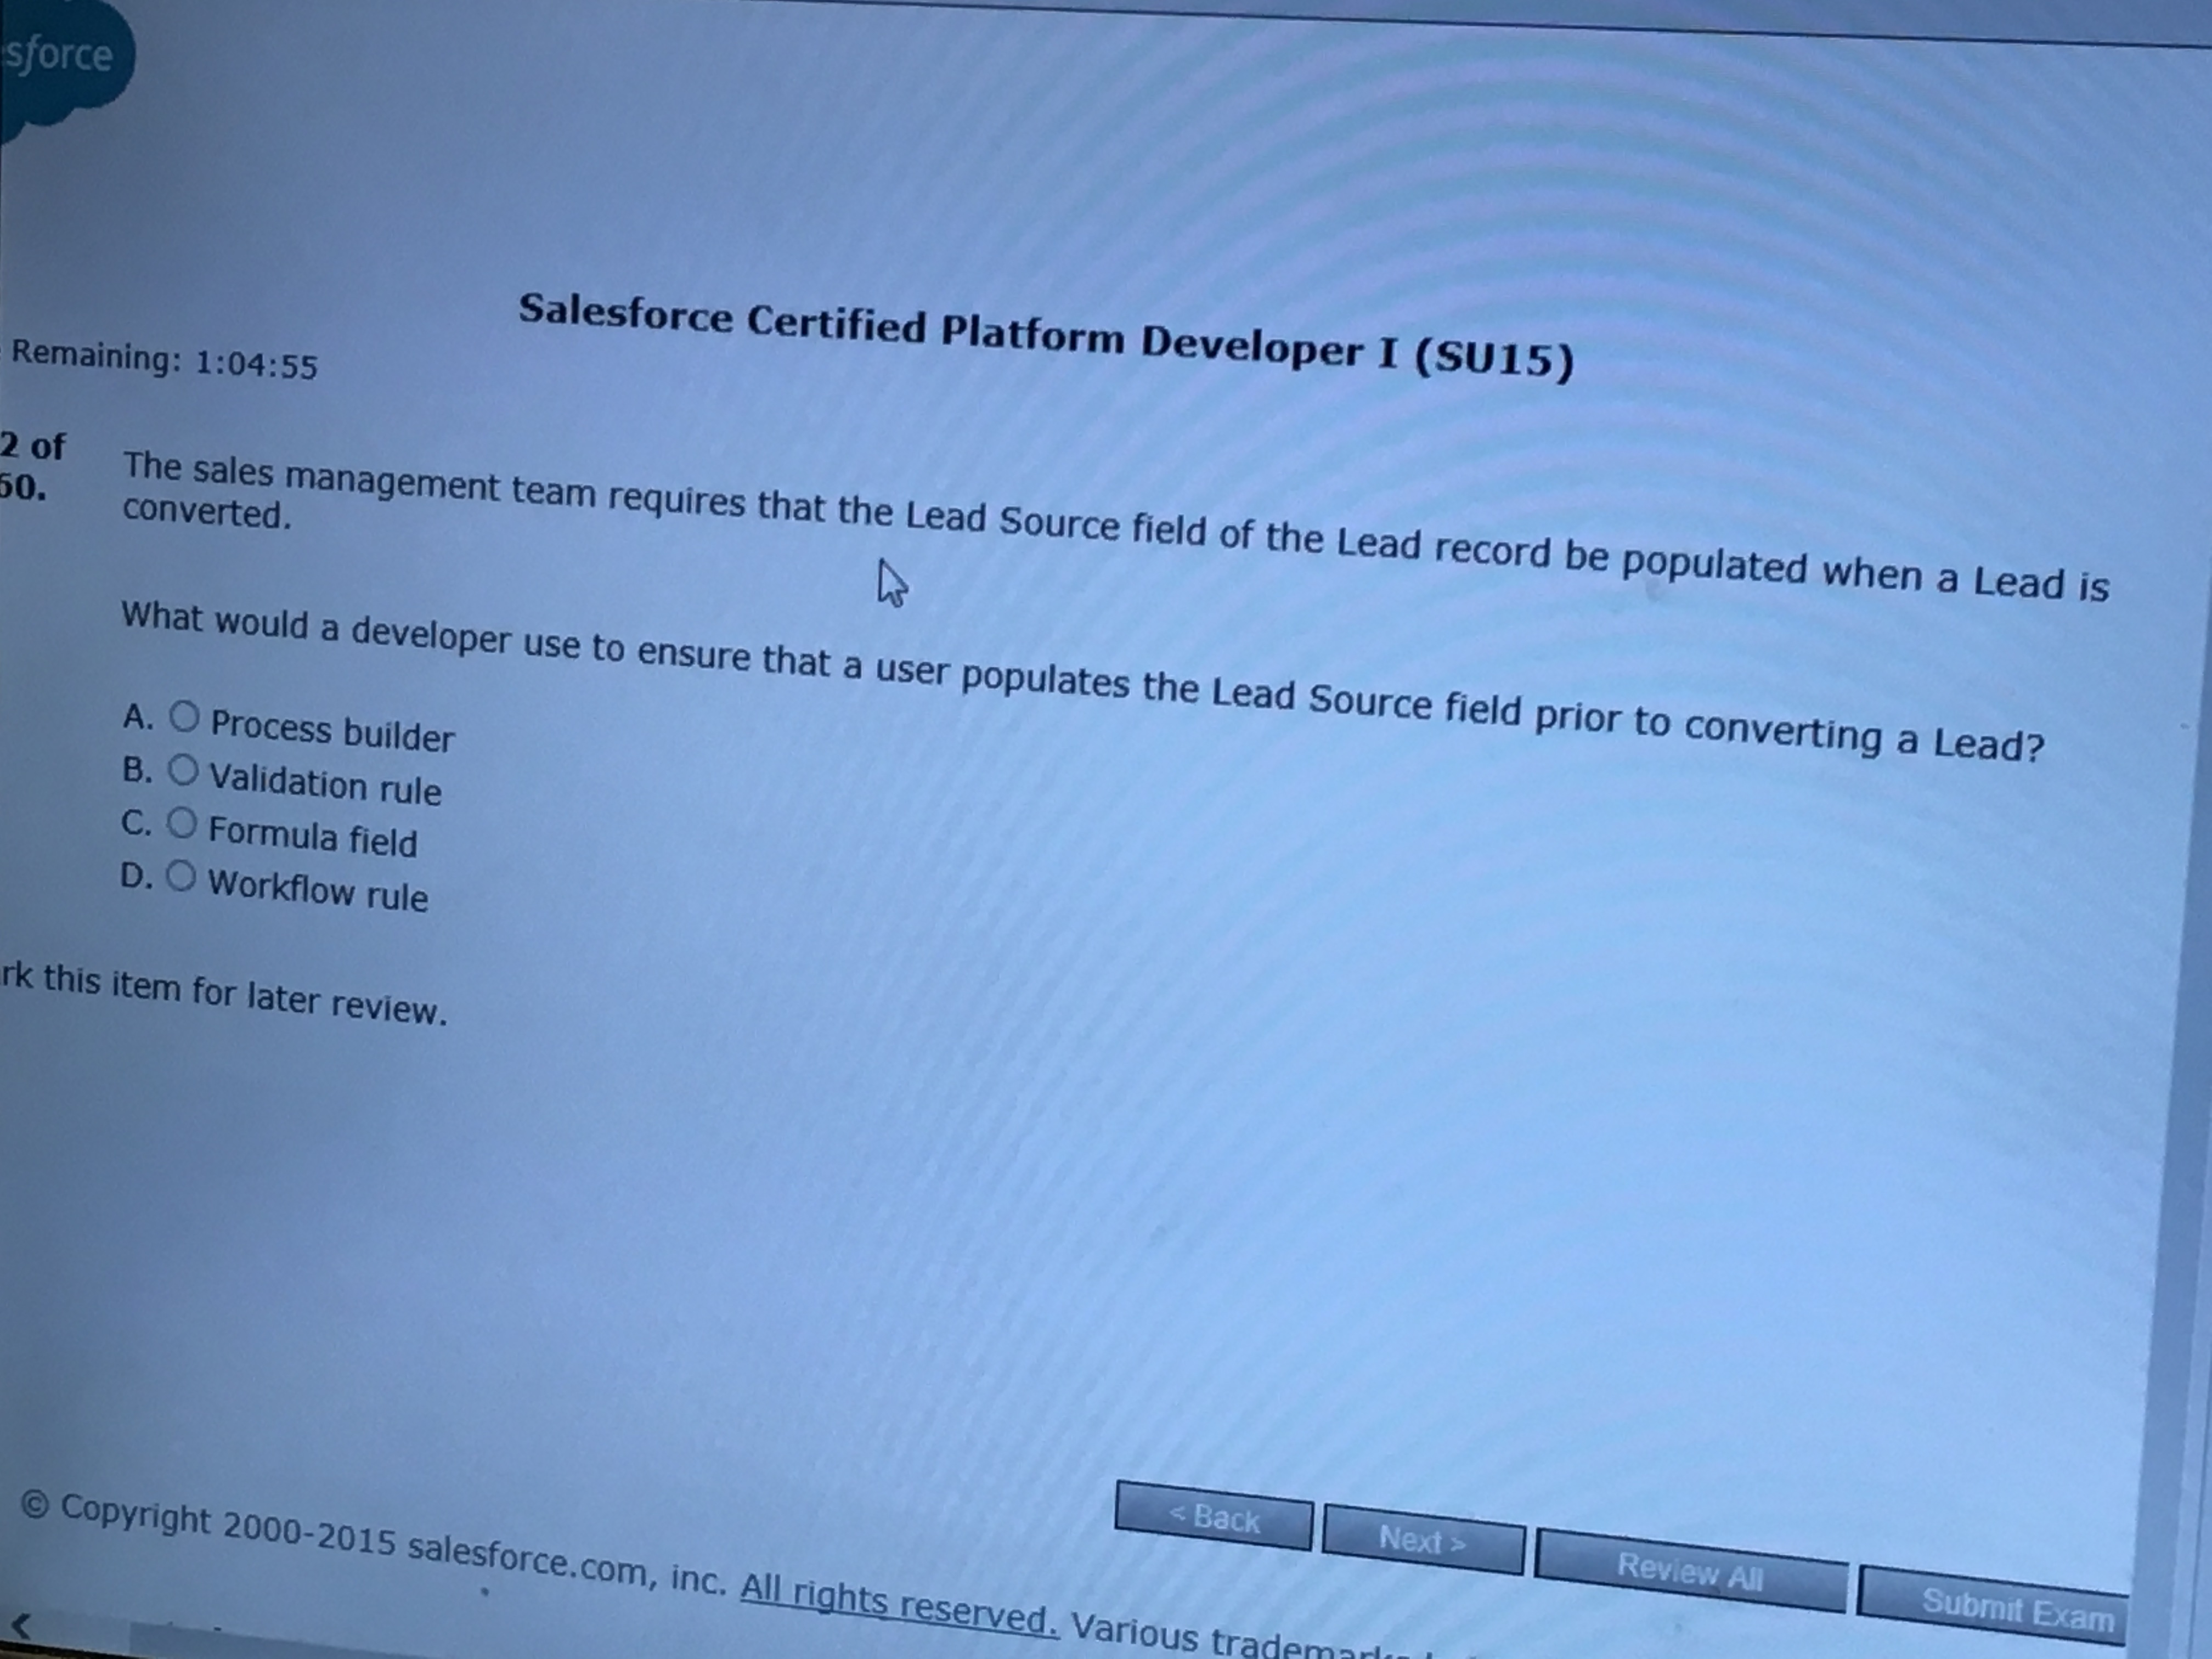 sforce
Salesforce Certified Platform Developer I (SU15)
Remaining: 1:04:55
2 of
60.
The sales management team requires that the Lead Source field of the Lead record be populated when a Lead is
converted.
What would a developer use to ensure that a user populates the Lead Source field prior to converting a Lead?
A. Process builder
B. Validation rule
C. Formula field
D. Workflow rule
rk this item for later review.
< Back
Next >
Review All
Submit Exam
© Copyright 2000-2015 salesforce.com, inc. All rights reserved. Various